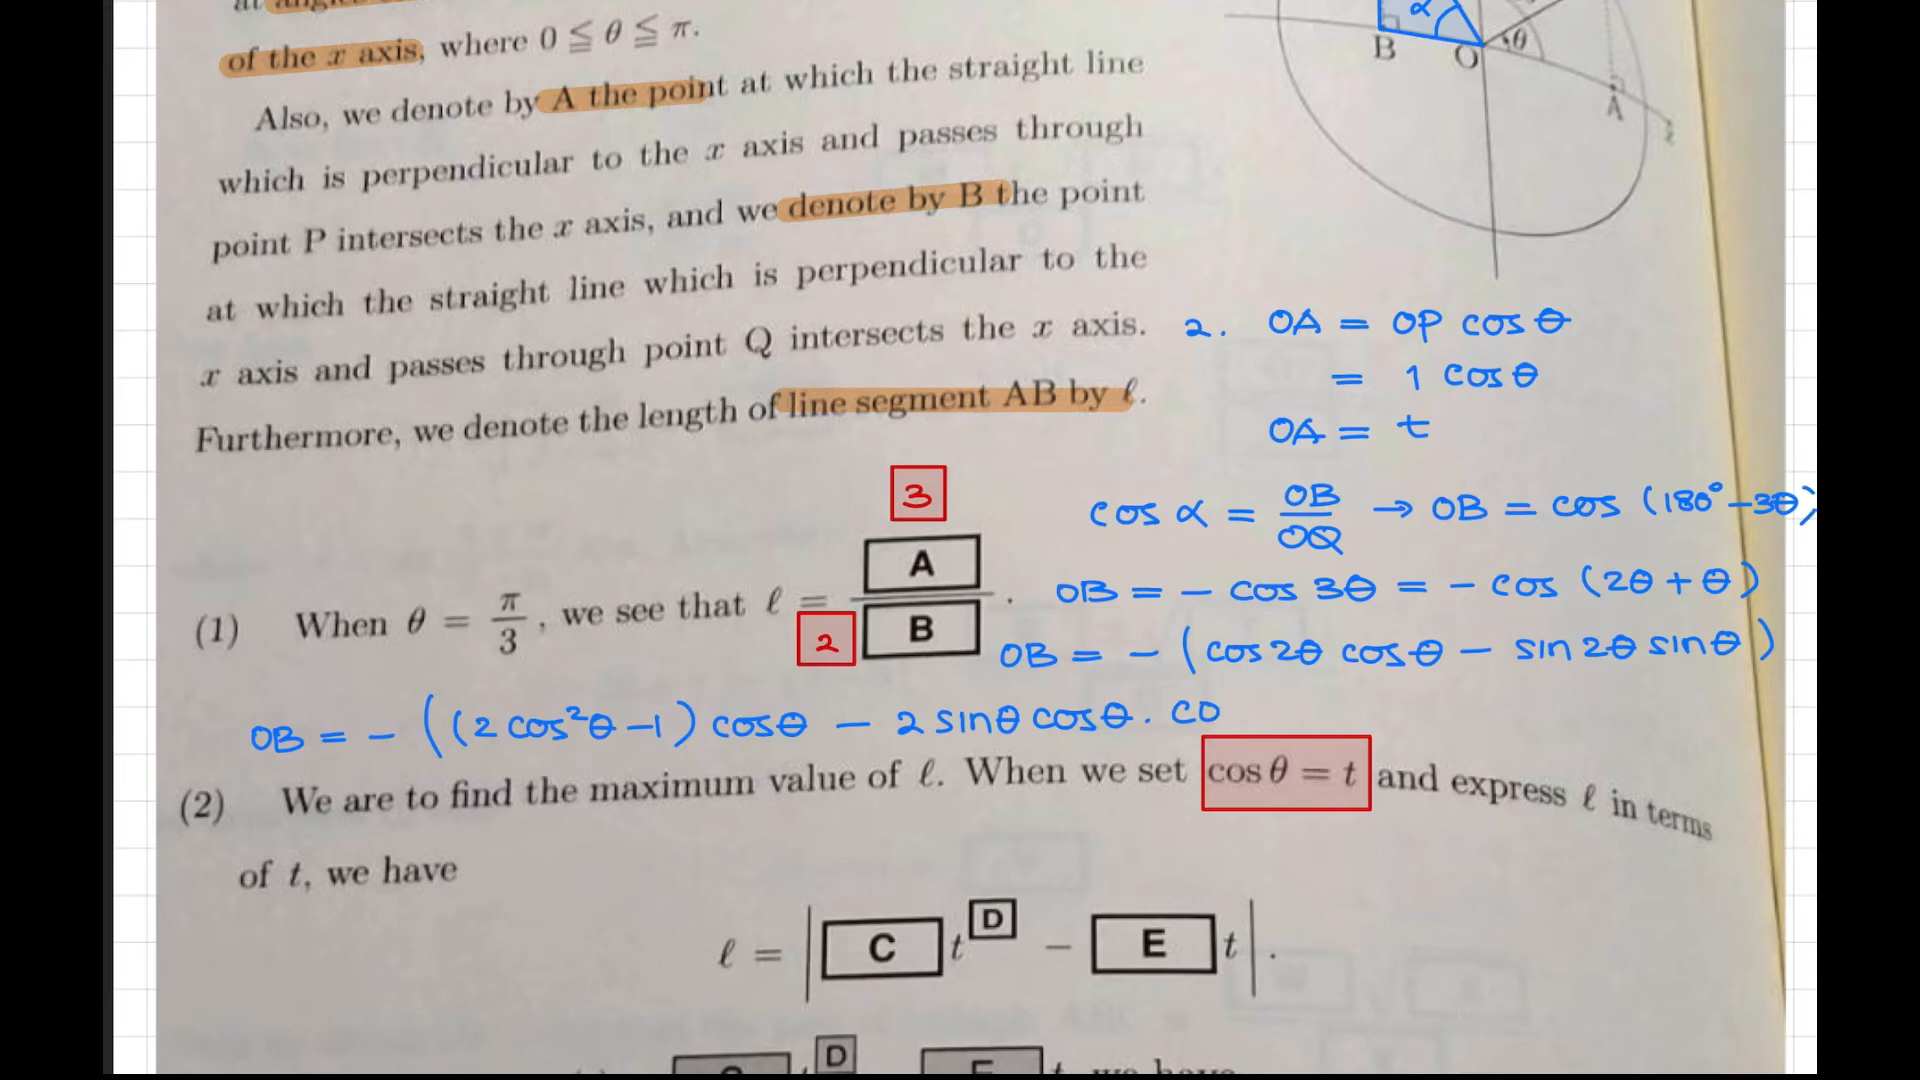 of the x axis, where 0 ≦ θ ≦ π.
B
O
θ
α
A
Also, we denote by A the point at which the straight line
which is perpendicular to the x axis and passes through
point P intersects the x axis, and we denote by B the point
at which the straight line which is perpendicular to the
x axis and passes through point Q intersects the x axis.
Furthermore, we denote the length of line segment AB by ℓ.
2. OA = OP cos θ
= 1 cos θ
OA = t
cos α = OB/OQ → OB = cos (180° − 3θ)
OB = − cos 3θ = − cos (2θ + θ)
OB = − (cos 2θ cos θ − sin 2θ sin θ)
3
2
(1) When θ = π/3, we see that ℓ = A/B.
OB = − ((2 cos²θ −1) cos θ − 2 sin θ cos θ . co
(2) We are to find the maximum value of ℓ. When we set cos θ = t and express ℓ in terms
of t, we have
ℓ = | C t^D − E t | .
D
t, we have